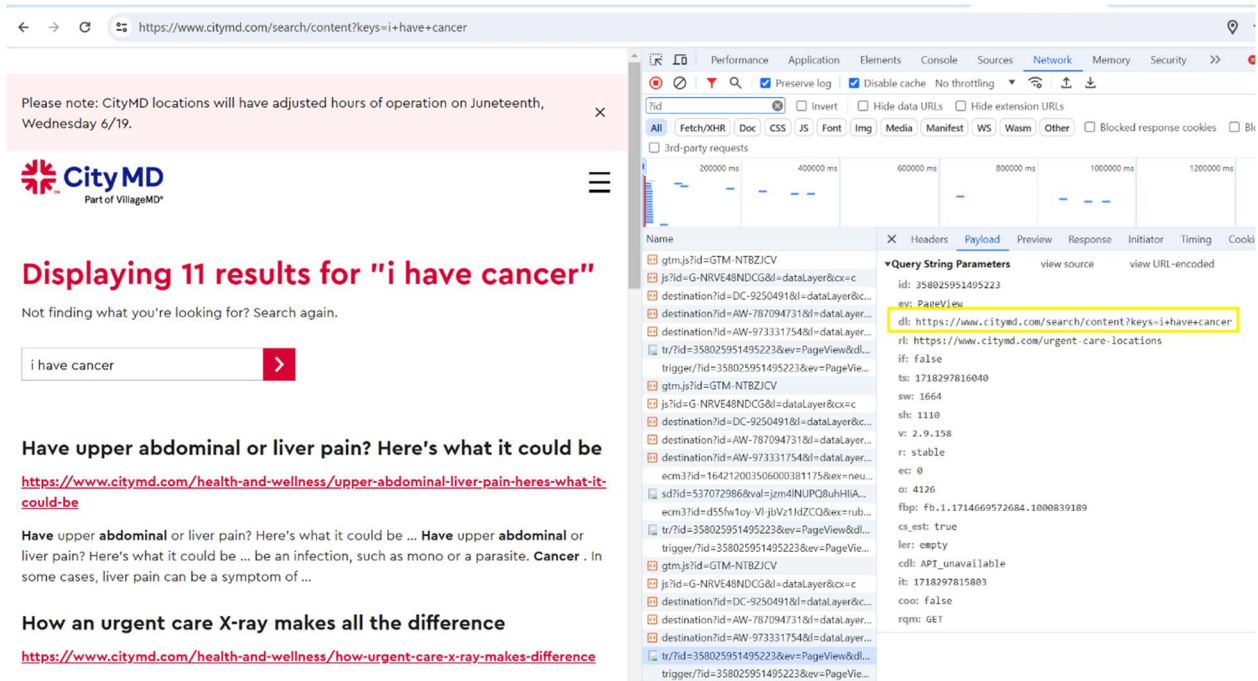 https://www.citymd.com/search/content?keys=i+have+cancer
Please note: CityMD locations will have adjusted hours of operation on Juneteenth,
Wednesday 6/19.
CityMD
Part of VillageMD®
Displaying 11 results for "i have cancer"
Not finding what you're looking for? Search again.
i have cancer
Have upper abdominal or liver pain? Here's what it could be
https://www.citymd.com/health-and-wellness/upper-abdominal-liver-pain-heres-what-it-
could-be
Have upper abdominal or liver pain? Here's what it could be ... Have upper abdominal or
liver pain? Here's what it could be ... be an infection, such as mono or a parasite. Cancer . In
some cases, liver pain can be a symptom of ...
How an urgent care X-ray makes all the difference
https://www.citymd.com/health-and-wellness/how-urgent-care-x-ray-makes-difference
Performance Application Elements Console Sources Network Memory Security
Preserve log Disable cache No throttling
?id Invert Hide data URLs Hide extension URLs
All Fetch/XHR Doc CSS JS Font Img Media Manifest WS Wasm Other Blocked response cookies
3rd-party requests
200000 ms 400000 ms 600000 ms 800000 ms 1000000 ms 1200000 ms
Name
gtm.js?id=GTM-NTBZJCV
js?id=G-NRVE48NDCG&l=dataLayer&cx=c
destination?id=DC-9250491&l=dataLayer&c...
destination?id=AW-787094731&l=dataLayer...
destination?id=AW-973331754&l=dataLayer...
tr/?id=358025951495223&ev=PageView&dl...
trigger/?id=358025951495223&ev=PageVie...
gtm.js?id=GTM-NTBZJCV
js?id=G-NRVE48NDCG&l=dataLayer&cx=c
destination?id=DC-9250491&l=dataLayer&c...
destination?id=AW-787094731&l=dataLayer...
destination?id=AW-973331754&l=dataLayer...
ecm3?id=164212003506000381175&ex=neu...
sd?id=537072986&val=jzm4lNUPQ8uhHIiA...
ecm3?id=d55fw1oy-Vl-jbVz1JdZCQ&ex=rub...
tr/?id=358025951495223&ev=PageView&dl...
trigger/?id=358025951495223&ev=PageVie...
gtm.js?id=GTM-NTBZJCV
js?id=G-NRVE48NDCG&l=dataLayer&cx=c
destination?id=DC-9250491&l=dataLayer&c...
destination?id=AW-787094731&l=dataLayer...
destination?id=AW-973331754&l=dataLayer...
tr/?id=358025951495223&ev=PageView&dl...
trigger/?id=358025951495223&ev=PageVie...
Headers Payload Preview Response Initiator Timing
Query String Parameters view source view URL-encoded
id: 358025951495223
ev: PageView
dl: https://www.citymd.com/search/content?keys=i+have+cancer
rl: https://www.citymd.com/urgent-care-locations
if: false
ts: 1718297816040
sw: 1664
sh: 1110
v: 2.9.158
r: stable
ec: 0
o: 4126
fbp: fb.1.1714669572684.1000839189
cs_est: true
ler: empty
cdl: API_unavailable
it: 1718297815803
coo: false
rqm: GET